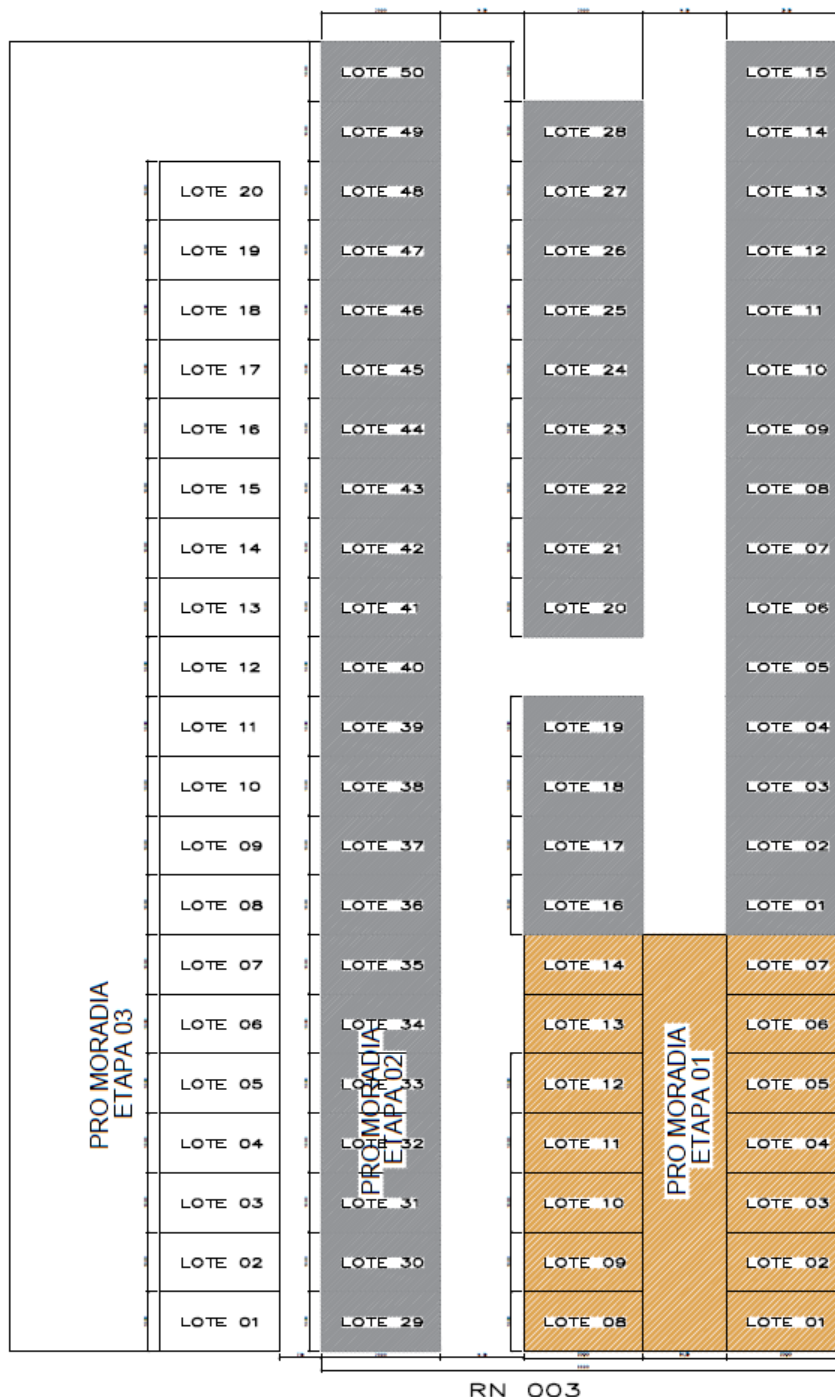 LOTE 50
LOTE 15
LOTE 49
LOTE 28
LOTE 14
LOTE 20
LOTE 48
LOTE 27
LOTE 13
LOTE 19
LOTE 47
LOTE 26
LOTE 12
LOTE 18
LOTE 46
LOTE 25
LOTE 11
LOTE 17
LOTE 45
LOTE 24
LOTE 10
LOTE 16
LOTE 44
LOTE 23
LOTE 09
LOTE 15
LOTE 43
LOTE 22
LOTE 08
LOTE 14
LOTE 42
LOTE 21
LOTE 07
LOTE 13
LOTE 41
LOTE 20
LOTE 06
LOTE 12
LOTE 40
LOTE 05
LOTE 11
LOTE 39
LOTE 19
LOTE 04
LOTE 10
LOTE 38
LOTE 18
LOTE 03
LOTE 09
LOTE 37
LOTE 17
LOTE 02
LOTE 08
LOTE 36
LOTE 16
LOTE 01
LOTE 07
LOTE 35
LOTE 14
LOTE 07
LOTE 06
LOTE 34
LOTE 13
LOTE 06
LOTE 05
LOTE 33
LOTE 12
LOTE 05
LOTE 04
LOTE 32
LOTE 11
LOTE 04
LOTE 03
LOTE 31
LOTE 10
LOTE 03
LOTE 02
LOTE 30
LOTE 09
LOTE 02
LOTE 01
LOTE 29
LOTE 08
LOTE 01
PRO MORADIA
ETAPA 03
PRO MORADIA
ETAPA 02
PRO MORADIA
ETAPA 01
RN 003